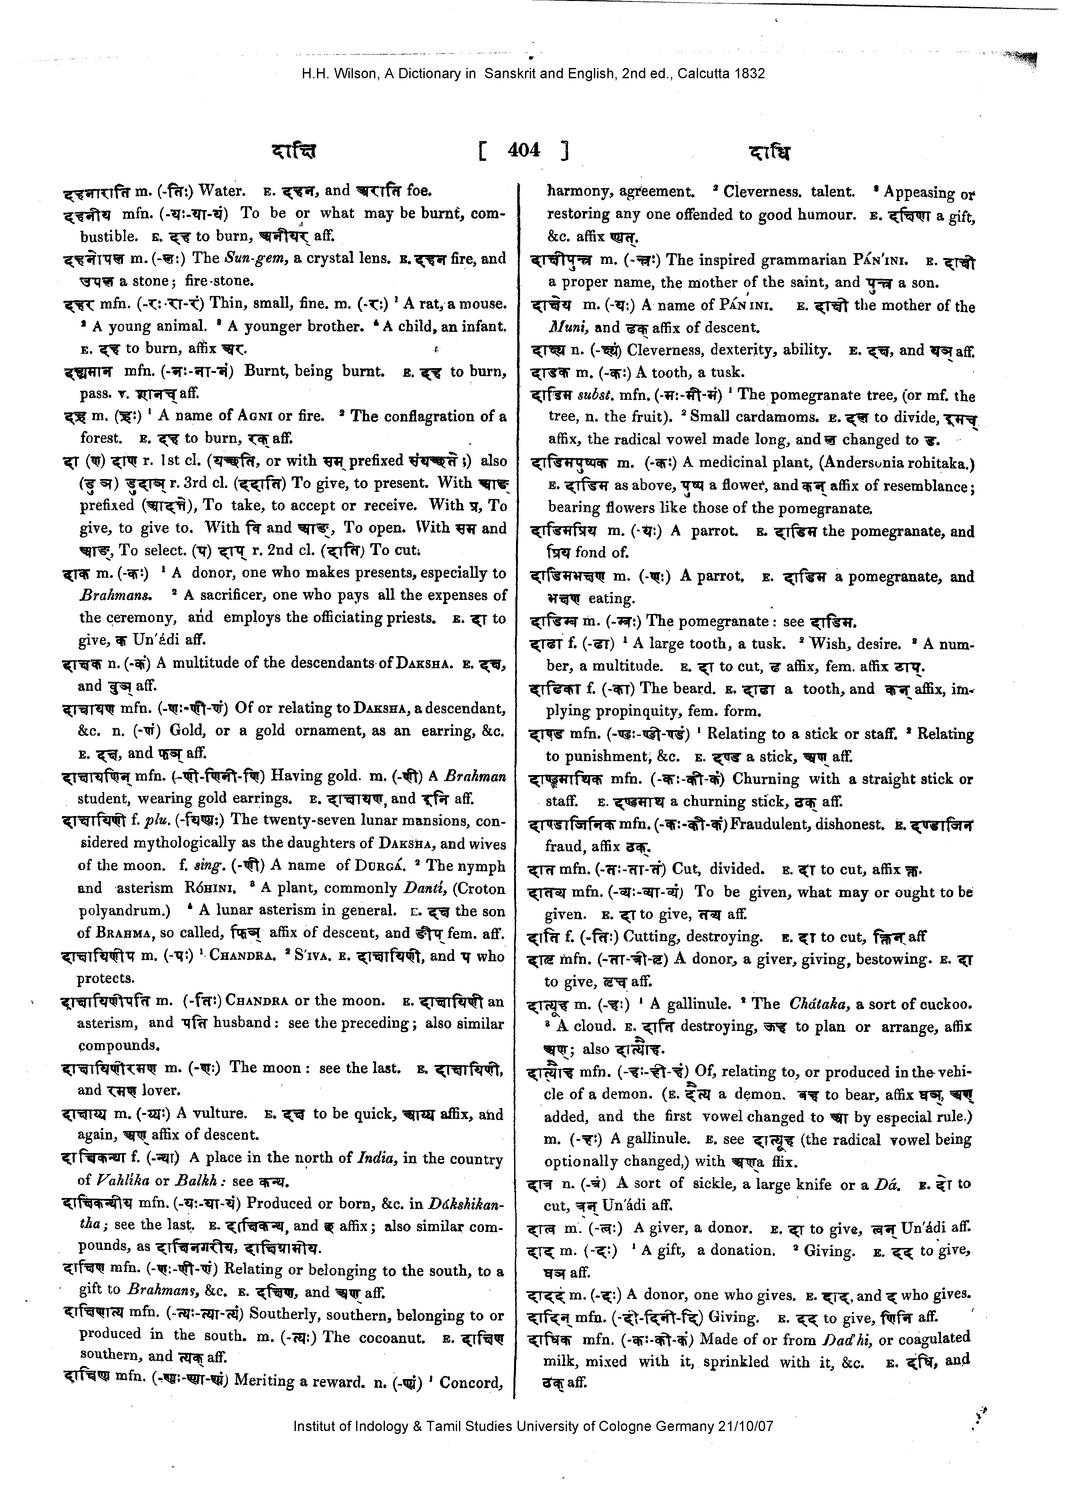 H.H. Wilson, A Dictionary in Sanskrit and English, 2nd ed., Calcutta 1832
दाक्षि [ 404 ] दाधि
दहनाराति m. (-तिः) Water. E. दहन, and अराति foe.
दहनीय mfn. (-यः-या-यं) To be or what may be burnt, com-
bustible. E. दह to burn, अनीयर् aff.
दहनोपल m. (-लः) The Sun-gem, a crystal lens. E. दहन fire, and
उपल a stone; fire-stone.
दहर mfn. (-रः-रा-रं) Thin, small, fine. m. (-रः) ¹ A rat, a mouse.
² A young animal. ³ A younger brother. ⁴ A child, an infant.
E. दह to burn, affix अर.
दह्यमान mfn. (-नः-ना-नं) Burnt, being burnt. E. दह to burn,
pass. v. शानच् aff.
दह्र m. (ह्रः) ¹ A name of AGNI or fire. ² The conflagration of a
forest. E. दह to burn, रक् aff.
दा (ण) दाण r. 1st cl. (यच्छति, or with सम् prefixed संयच्छते;) also
(डु ञ) डुदाञ् r. 3rd cl. (ददाति) To give, to present. With आङ्
prefixed (आदत्ते), To take, to accept or receive. With प्र, To
give, to give to. With वि and आङ्, To open. With सम and
आङ्, To select. (प) दाप् r. 2nd cl. (दाति) To cut.
दाक m. (-कः) ¹ A donor, one who makes presents, especially to
Brahmans. ² A sacrificer, one who pays all the expenses of
the ceremony, and employs the officiating priests. E. दा to
give, क Un'ádi aff.
दाक्षक n. (-कं) A multitude of the descendants of DAKSHA. E. दक्ष,
and वुञ् aff.
दाक्षायण mfn. (-णः-णी-णं) Of or relating to DAKSHA, a descendant,
&c. n. (-णं) Gold, or a gold ornament, as an earring, &c.
E. दक्ष, and फञ् aff.
दाक्षायणिन् mfn. (-णी-णिनी-णि) Having gold. m. (-णी) A Brahman
student, wearing gold earrings. E. दाक्षायण, and इनि aff.
दाक्षायिणी f. plu. (-यिण्यः) The twenty-seven lunar mansions, con-
sidered mythologically as the daughters of DAKSHA, and wives
of the moon. f. sing. (-णी) A name of DURGÁ. ² The nymph
and asterism RÓHINI. ³ A plant, commonly Danti, (Croton
polyandrum.) ⁴ A lunar asterism in general. E. दक्ष the son
of BRAHMA, so called, फिञ् affix of descent, and ङीप् fem. aff.
दाक्षायिणीप m. (-पः) ¹ CHANDRA. ² S'IVA. E. दाक्षायिणी, and प who
protects.
दाक्षायिणीपति m. (-तिः) CHANDRA or the moon. E. दाक्षायिणी an
asterism, and पति husband: see the preceding; also similar
compounds.
दाक्षायिणीरमण m. (-णः) The moon: see the last. E. दाक्षायिणी,
and रमण lover.
दाक्षाय्य m. (-य्यः) A vulture. E. दक्ष to be quick, आय्य affix, and
again, अण् affix of descent.
दाक्षिकन्था f. (-न्था) A place in the north of India, in the country
of Vahlika or Balkh: see कन्थ.
दाक्षिकन्थीय mfn. (-यः-या-यं) Produced or born, &c. in Dákshikan-
tha; see the last. E. दाक्षिकन्थ, and छ affix; also similar com-
pounds, as दाक्षिनगरीय, दाक्षिग्रामीय.
दाक्षिण mfn. (-णः-णी-णं) Relating or belonging to the south, to a
gift to Brahmans, &c. E. दक्षिण, and अण् aff.
दाक्षिणात्य mfn. (-त्यः-त्या-त्यं) Southerly, southern, belonging to or
produced in the south. m. (-त्यः) The cocoanut. E. दाक्षिण
southern, and त्यक् aff.
दाक्षिण्य mfn. (-ण्यः-ण्या-ण्यं) Meriting a reward. n. (-ण्यं) ¹ Concord,
harmony, agreement. ² Cleverness. talent. ³ Appeasing or
restoring any one offended to good humour. E. दक्षिणा a gift,
&c. affix ष्यत्.
दाक्षीपुत्त्र m. (-त्त्रः) The inspired grammarian PÁN'INI. E. दाक्षी
a proper name, the mother of the saint, and पुत्त्र a son.
दाक्षेय m. (-यः) A name of PÁN'INI. E. दाक्षी the mother of the
Muni, and ढक् affix of descent.
दाक्ष्य n. (-क्ष्यं) Cleverness, dexterity, ability. E. दक्ष, and यञ् aff.
दाडक m. (-कः) A tooth, a tusk.
दाडिम subst. mfn. (-मः-मी-मं) ¹ The pomegranate tree, (or mf. the
tree, n. the fruit). ² Small cardamoms. E. दल to divide, इमच्
affix, the radical vowel made long, and ल changed to ड.
दाडिमपुष्पक m. (-कः) A medicinal plant, (Andersonia rohitaka.)
E. दाडिम as above, पुष्प a flower, and कन् affix of resemblance;
bearing flowers like those of the pomegranate.
दाडिमप्रिय m. (-यः) A parrot. E. दाडिम the pomegranate, and
प्रिय fond of.
दाडिमभक्षण m. (-णः) A parrot. E. दाडिम a pomegranate, and
भक्षण eating.
दाडिम्ब m. (-म्बः) The pomegranate: see दाडिम.
दाढा f. (-ढा) ¹ A large tooth, a tusk. ² Wish, desire. ³ A num-
ber, a multitude. E. दा to cut, ढ affix, fem. affix टाप्.
दाढिका f. (-का) The beard. E. दाढा a tooth, and कन् affix, im-
plying propinquity, fem. form.
दाण्ड mfn. (-ण्डः-ण्डी-ण्डं) ¹ Relating to a stick or staff. ² Relating
to punishment, &c. E. दण्ड a stick, अण aff.
दाण्डमाथिक mfn. (-कः-की-कं) Churning with a straight stick or
staff. E. दण्डमाथ a churning stick, ठक् aff.
दाण्डाजिनिक mfn. (-कः-की-कं) Fraudulent, dishonest. E. दण्डाजिन
fraud, affix ठक्.
दात mfn. (-तः-ता-तं) Cut, divided. E. दा to cut, affix क्त.
दातव्य mfn. (-व्यः-व्या-व्यं) To be given, what may or ought to be
given. E. दा to give, तव्य aff.
दाति f. (-तिः) Cutting, destroying. E. दा to cut, क्तिन् aff
दातृ mfn. (-ता-त्री-तृ) A donor, a giver, giving, bestowing. E. दा
to give, तृच् aff.
दात्यूह m. (-हः) ¹ A gallinule. ² The Chátaka, a sort of cuckoo.
³ A cloud. E. दाति destroying, ऊह to plan or arrange, affix
अण्; also दात्यौह.
दात्यौह mfn. (-हः-ही-हं) Of, relating to, or produced in the vehi-
cle of a demon. (E. दैत्य a demon. वह to bear, affix घञ्, अण्
added, and the first vowel changed to आ by especial rule.)
m. (-हः) A gallinule. E. see दात्यूह (the radical vowel being
optionally changed,) with अणa ffix.
दात्र n. (-त्रं) A sort of sickle, a large knife or a Dá. E. दो to
cut, त्रन् Un'ádi aff.
दात्व m. (-त्वः) A giver, a donor. E. दा to give, त्वन् Un'ádi aff.
दाद m. (-दः) ¹ A gift, a donation. ² Giving. E. दद to give,
घञ aff.
दादद m. (-दः) A donor, one who gives. E. दाद, and द who gives.
दादिन् mfn. (-दी-दिनी-दि) Giving. E. दद to give, णिनि aff.
दाधिक mfn. (-कः-की-कं) Made of or from Dad'hi, or coagulated
milk, mixed with it, sprinkled with it, &c. E. दधि, and
ठक् aff.
Institut of Indology & Tamil Studies University of Cologne Germany 21/10/07